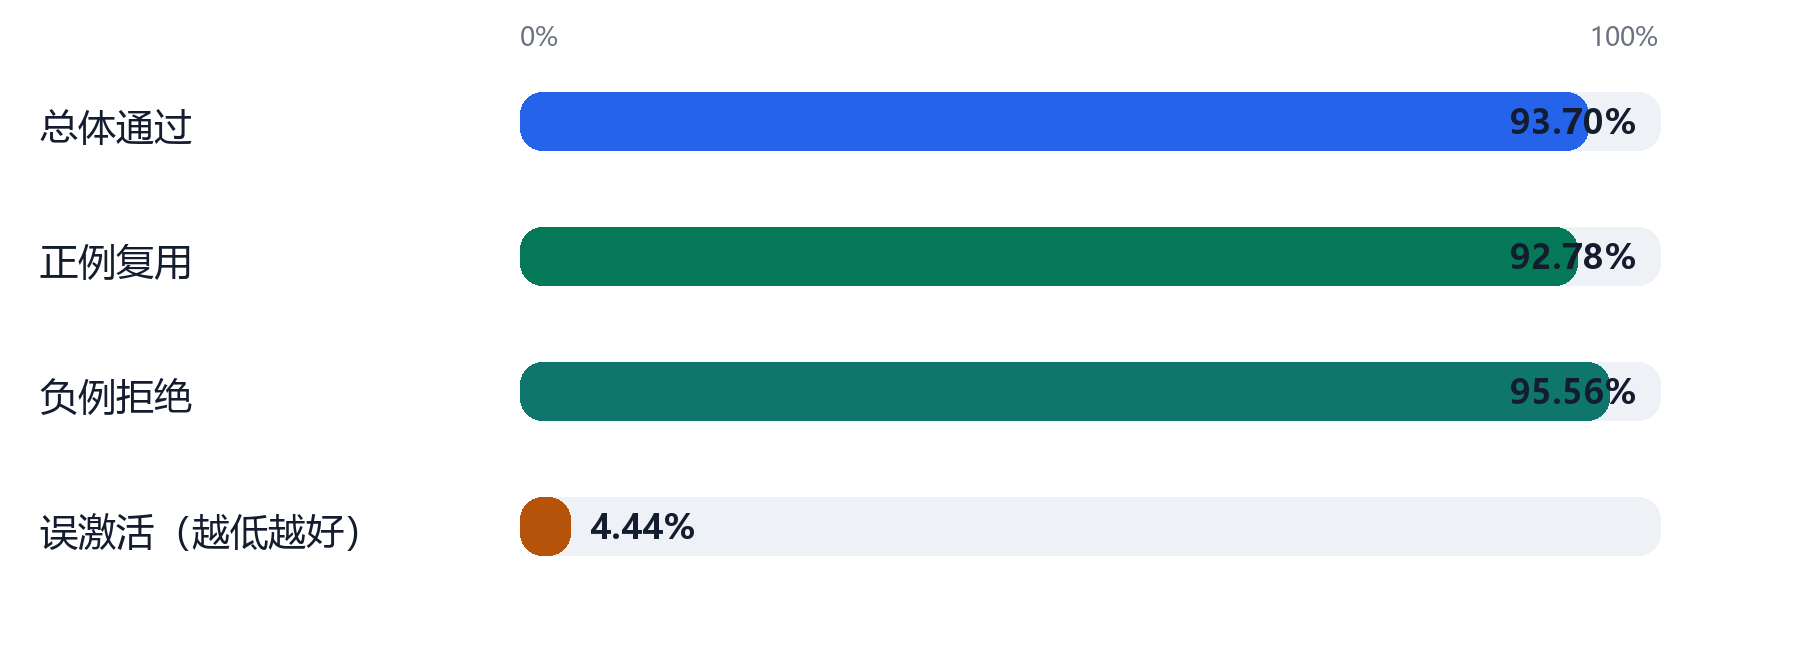 0% 100%
总体通过 93.70%
正例复用 92.78%
负例拒绝 95.56%
误激活（越低越好） 4.44%